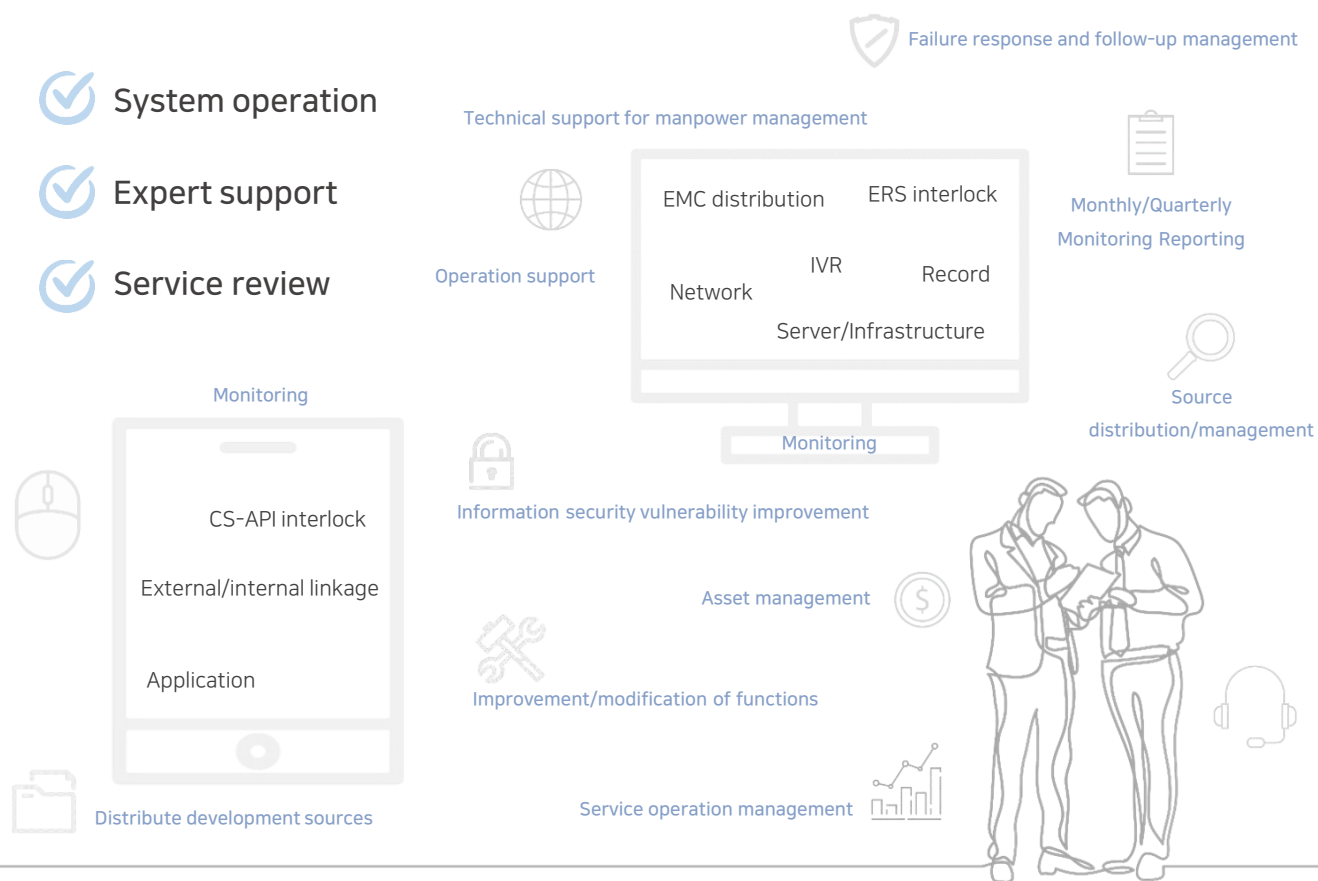 Failure response and follow-up management
System operation
Technical support for manpower management
Expert support
EMC distribution
ERS interlock
Monthly/Quarterly
Monitoring Reporting
Service review
Operation support
IVR
Record
Network
Server/Infrastructure
Monitoring
Source
distribution/management
Monitoring
CS-API interlock
Information security vulnerability improvement
External/internal linkage
Asset management
$
Application
Improvement/modification of functions
Distribute development sources
Service operation management